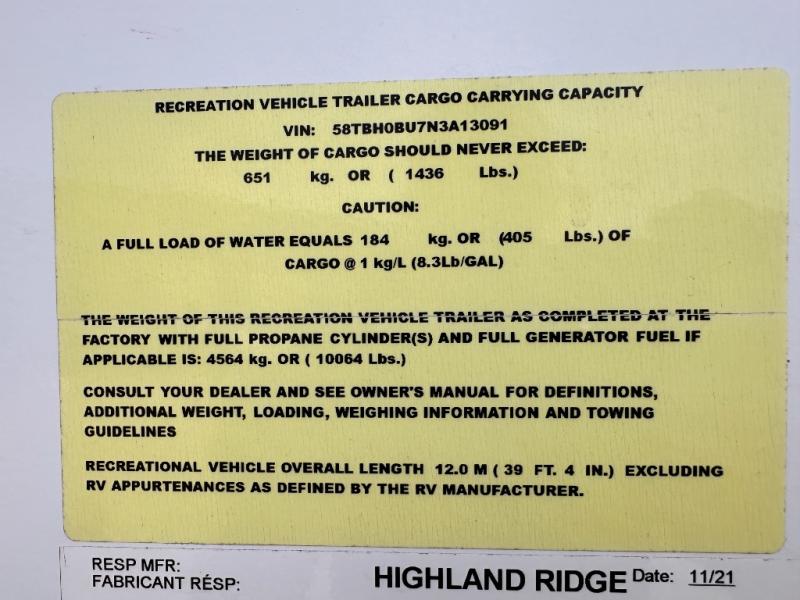 RECREATION VEHICLE TRAILER CARGO CARRYING CAPACITY
VIN: 58TBH0BU7N3A13091
THE WEIGHT OF CARGO SHOULD NEVER EXCEED:
651 kg. OR ( 1436 Lbs.)
CAUTION:
A FULL LOAD OF WATER EQUALS 184 kg. OR (405 Lbs.) OF
CARGO @ 1 kg/L (8.3Lb/GAL)
THE WEIGHT OF THIS RECREATION VEHICLE TRAILER AS COMPLETED AT THE
FACTORY WITH FULL PROPANE CYLINDER(S) AND FULL GENERATOR FUEL IF
APPLICABLE IS: 4564 kg. OR ( 10064 Lbs.)
CONSULT YOUR DEALER AND SEE OWNER'S MANUAL FOR DEFINITIONS,
ADDITIONAL WEIGHT, LOADING, WEIGHING INFORMATION AND TOWING
GUIDELINES
RECREATIONAL VEHICLE OVERALL LENGTH 12.0 M ( 39 FT. 4 IN.) EXCLUDING
RV APPURTENANCES AS DEFINED BY THE RV MANUFACTURER.
RESP MFR:
FABRICANT RÉSP:
HIGHLAND RIDGE Date: 11/21